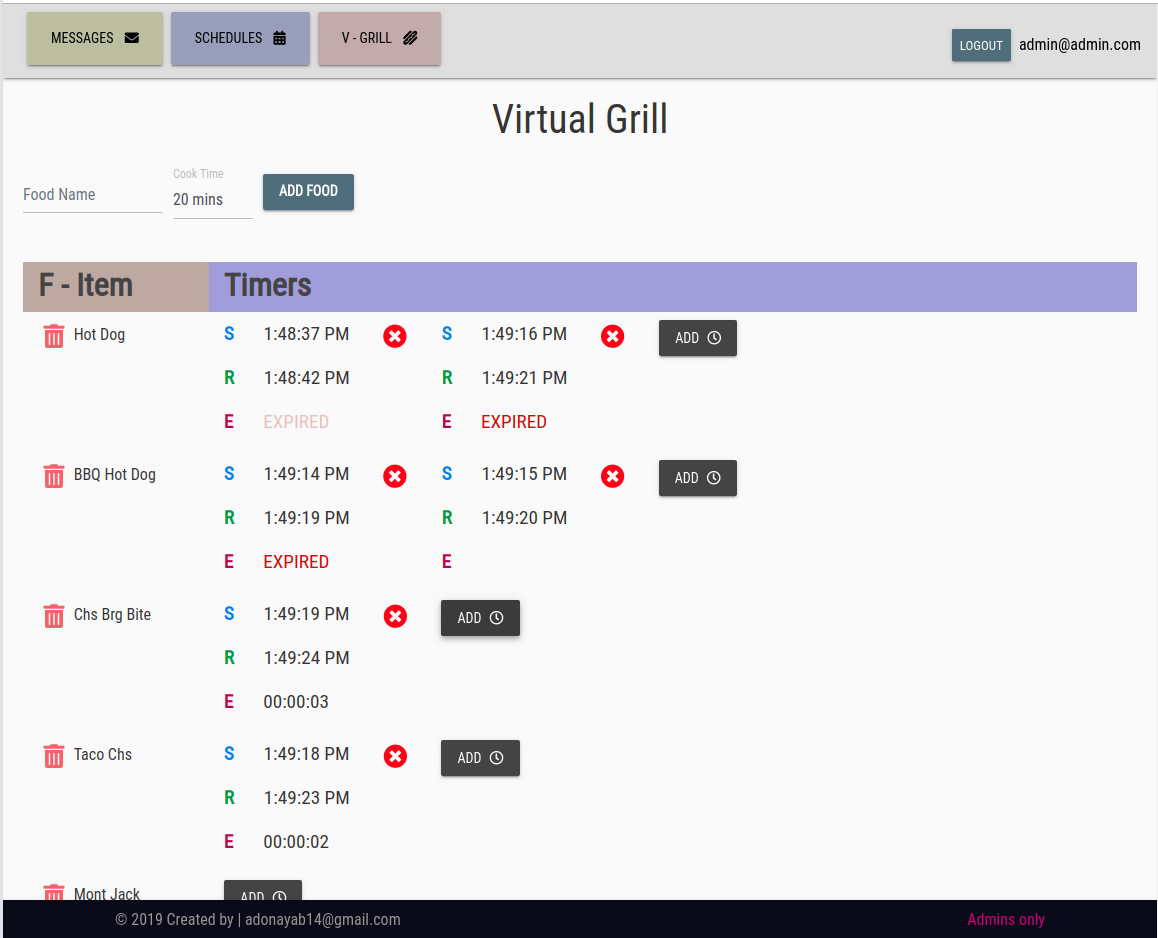 MESSAGES SCHEDULES V - GRILL LOGOUT admin@admin.com
Virtual Grill
Cook Time
Food Name 20 mins ADD FOOD
F - Item Timers
Hot Dog S 1:48:37 PM S 1:49:16 PM ADD
R 1:48:42 PM R 1:49:21 PM
E EXPIRED E EXPIRED
BBQ Hot Dog S 1:49:14 PM S 1:49:15 PM ADD
R 1:49:19 PM R 1:49:20 PM
E EXPIRED E
Chs Brg Bite S 1:49:19 PM ADD
R 1:49:24 PM
E 00:00:03
Taco Chs S 1:49:18 PM ADD
R 1:49:23 PM
E 00:00:02
Mont Jack ADD
© 2019 Created by | adonayab14@gmail.com Admins only